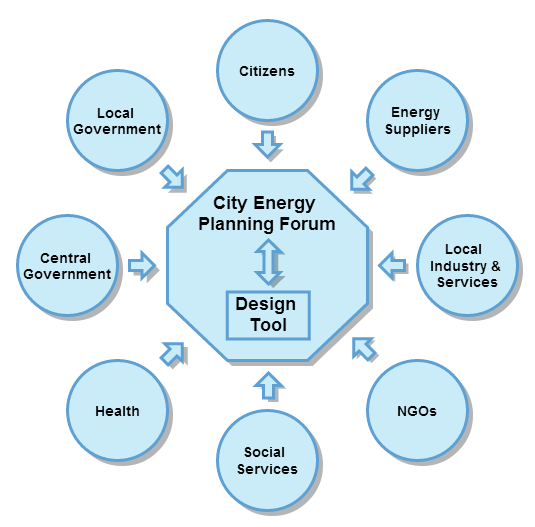 Citizens
Local
Government
Energy
Suppliers
City Energy
Planning Forum
Central
Government
Local
Industry &
Services
Design
Tool
Health
NGOs
Social
Services